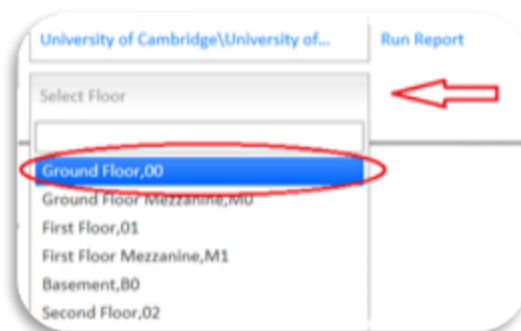 University of Cambridge\University of... Run Report
Select Floor
Ground Floor,00
Ground Floor Mezzanine,M0
First Floor,01
First Floor Mezzanine,M1
Basement,B0
Second Floor,02